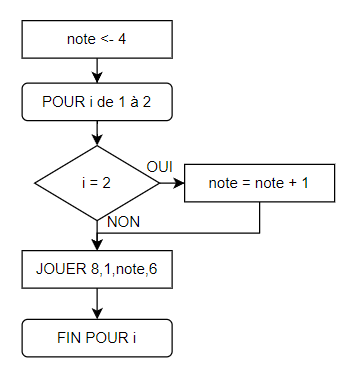 note <- 4
POUR i de 1 à 2
i = 2
OUI
note = note + 1
NON
JOUER 8,1,note,6
FIN POUR i